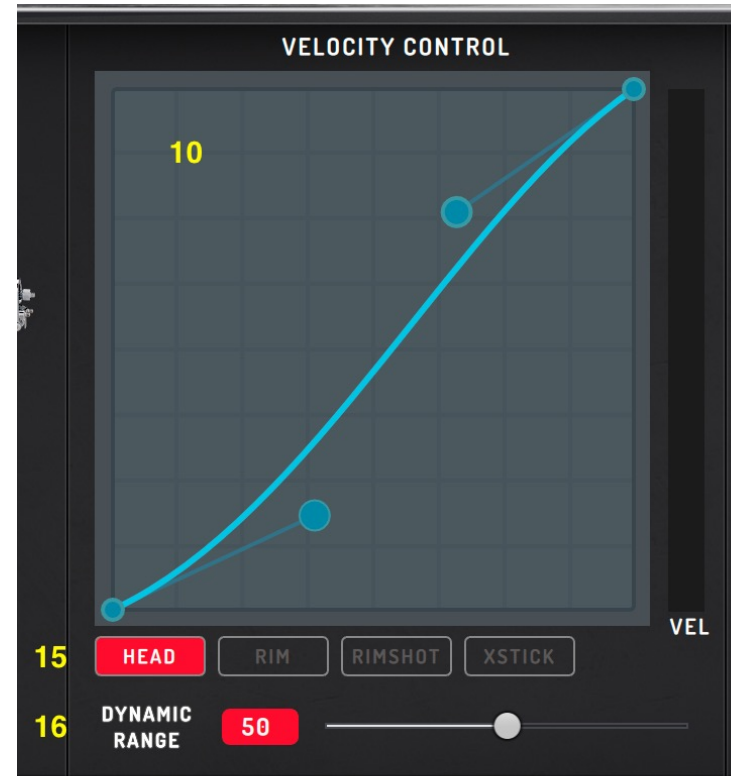 VELOCITY CONTROL
10
VEL
15 HEAD RIM RIMSHOT XSTICK
16 DYNAMIC RANGE 50